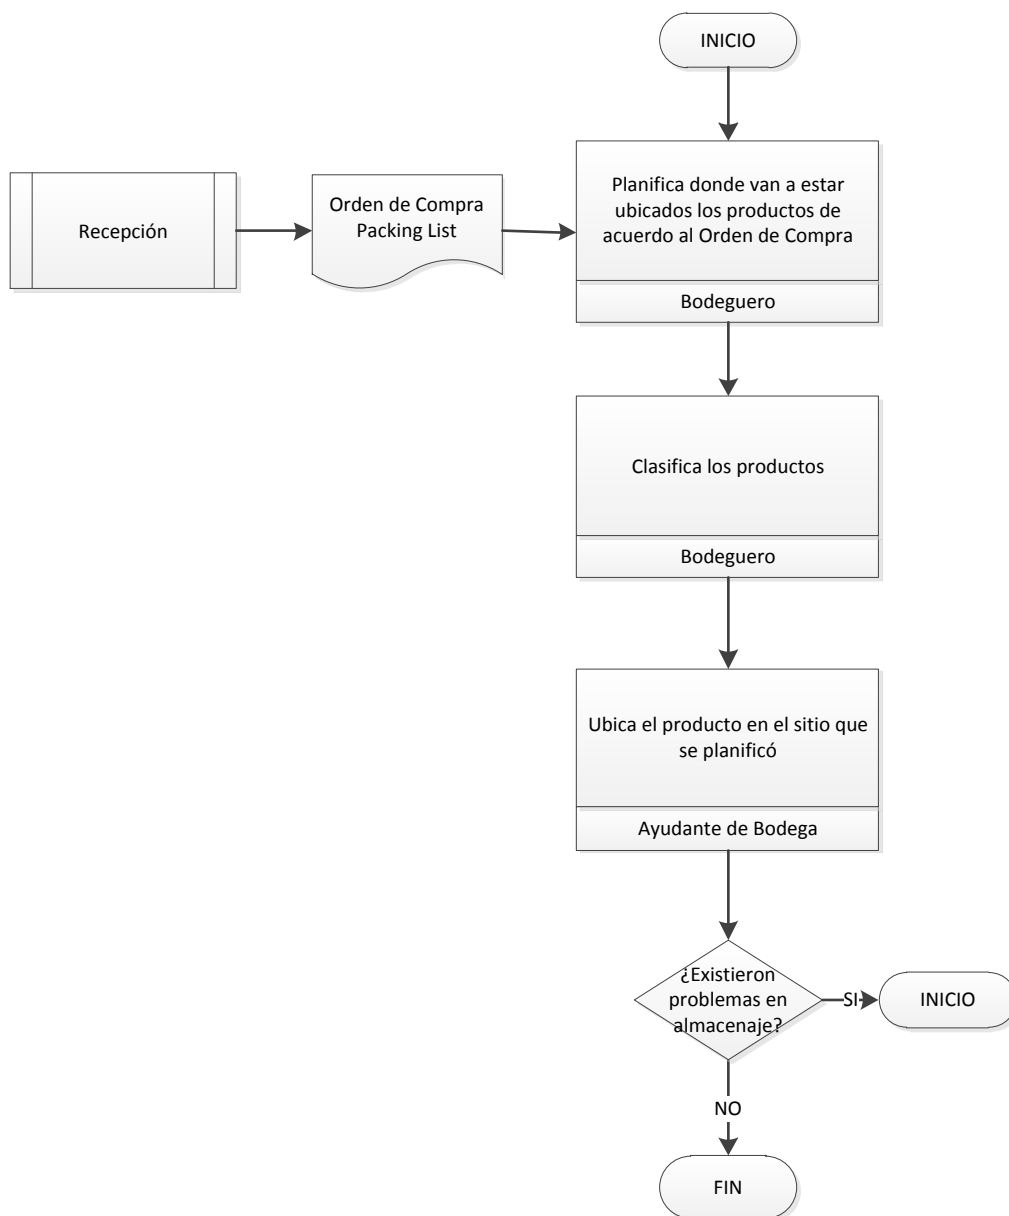 INICIO
Recepción
Orden de Compra
Packing List
Planifica donde van a estar
ubicados los productos de
acuerdo al Orden de Compra
Bodeguero
Clasifica los productos
Bodeguero
Ubica el producto en el sitio que
se planificó
Ayudante de Bodega
¿Existieron
problemas en
almacenaje?
SI
INICIO
NO
FIN